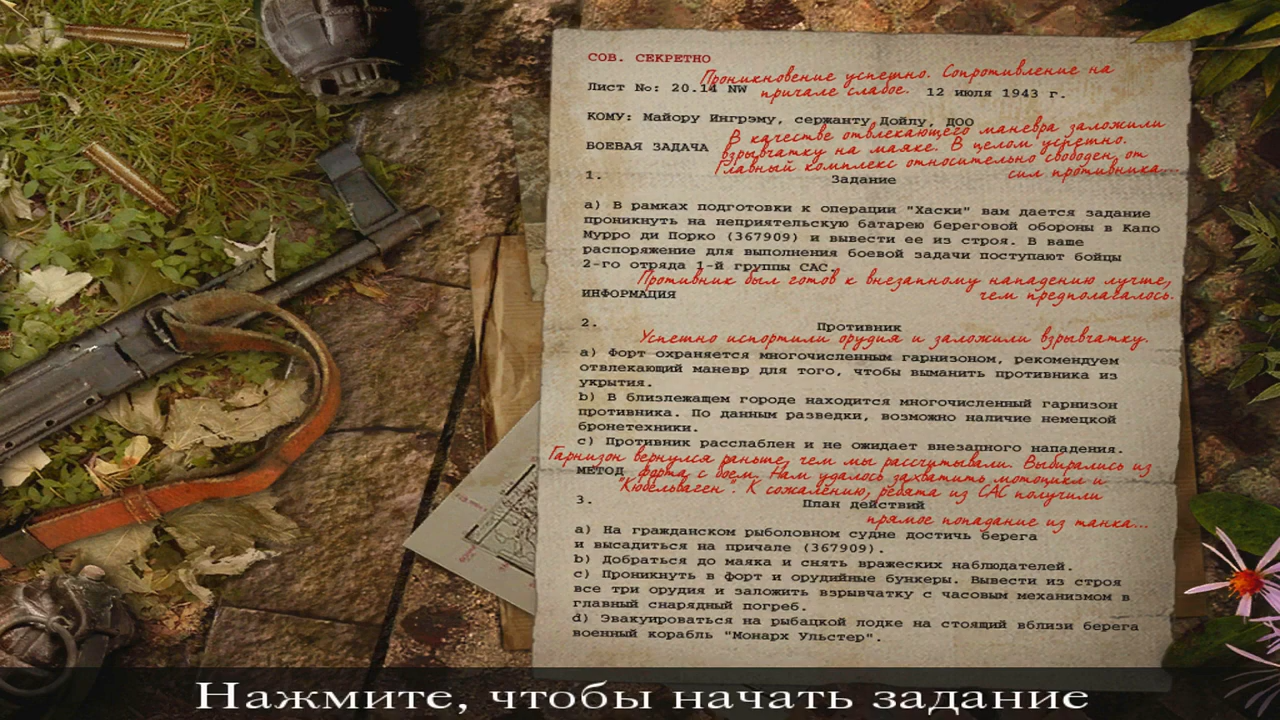 СОВ. СЕКРЕТНО
Проникновение успешно. Сопротивление на
Лист No: 20.14 NW причале слабое. 12 июля 1943 г.
КОМУ: Майору Ингрэму, сержанту Дойлу, ДОО
В качестве отвлекающего маневра заложили
БОЕВАЯ ЗАДАЧА взрывчатку на маяке. В целом успешно.
Главный комплекс относительно свободен от
сил противника...
1. Задание
a) В рамках подготовки к операции "Хаски" вам дается задание
проникнуть на неприятельскую батарею береговой обороны в Капо
Мурро ди Порко (367909) и вывести ее из строя. В ваше
распоряжение для выполнения боевой задачи поступают бойцы
2-го отряда 1-й группы САС.
Противник был готов к внезапному нападению лучше,
ИНФОРМАЦИЯ чем предполагалось.
2. Противник
Успешно испортили орудия и заложили взрывчатку.
a) Форт охраняется многочисленным гарнизоном, рекомендуем
отвлекающий маневр для того, чтобы выманить противника из
укрытия.
b) В близлежащем городе находится многочисленный гарнизон
противника. По данным разведки, возможно наличие немецкой
бронетехники.
c) Противник расслаблен и не ожидает внезапного нападения.
Гарнизон вернулся раньше, чем мы рассчитывали. Выбирались из
МЕТОД форта с боем. Нам удалось захватить мотоцикл и
"Кюбельваген". К сожалению, ребята из САС получили
3. План действий
прямое попадание из танка...
a) На гражданском рыболовном судне достичь берега
и высадиться на причале (367909).
b) Добраться до маяка и снять вражеских наблюдателей.
c) Проникнуть в форт и орудийные бункеры. Вывести из строя
все три орудия и заложить взрывчатку с часовым механизмом в
главный снарядный погреб.
d) Эвакуироваться на рыбацкой лодке на стоящий вблизи берега
военный корабль "Монарх Ульстер".
Нажмите, чтобы начать задание